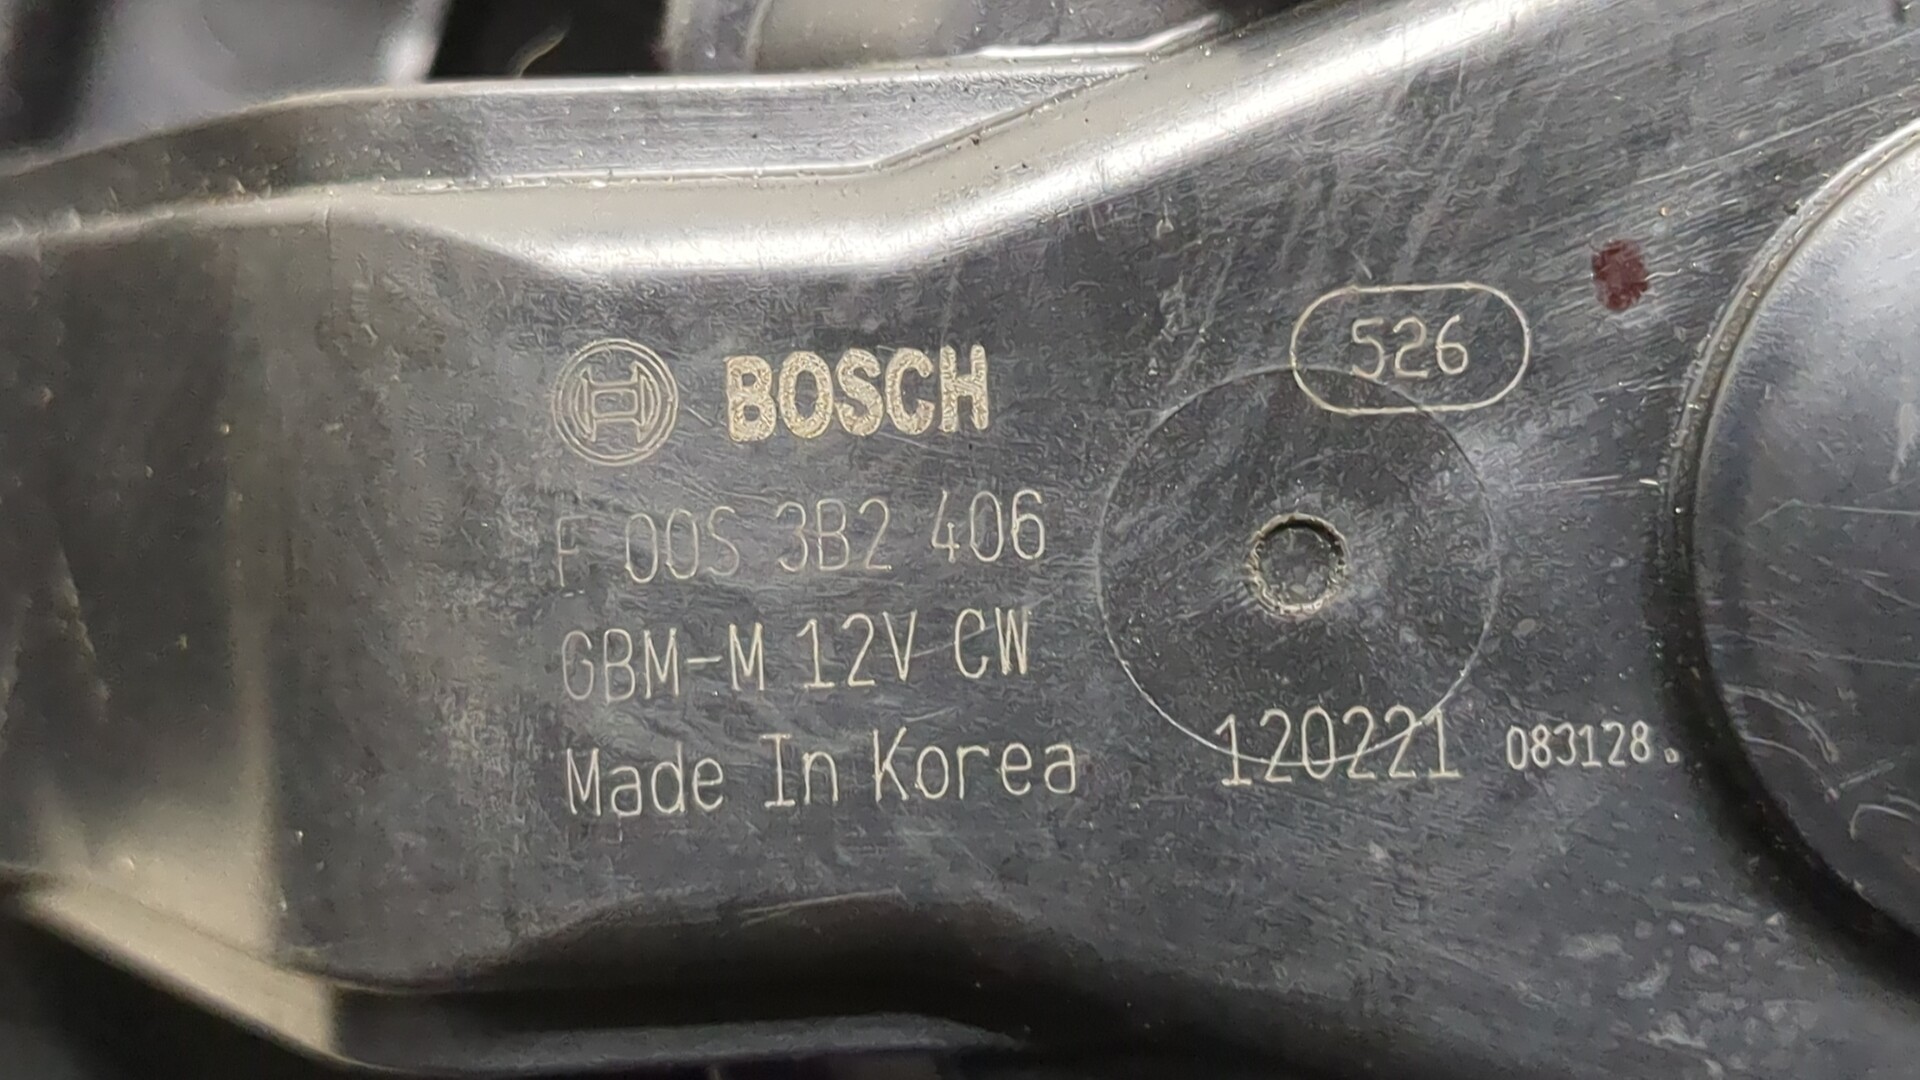 BOSCH
526
F 00S 3B2 406
GBM-M 12V CW
Made In Korea
120221 083128.